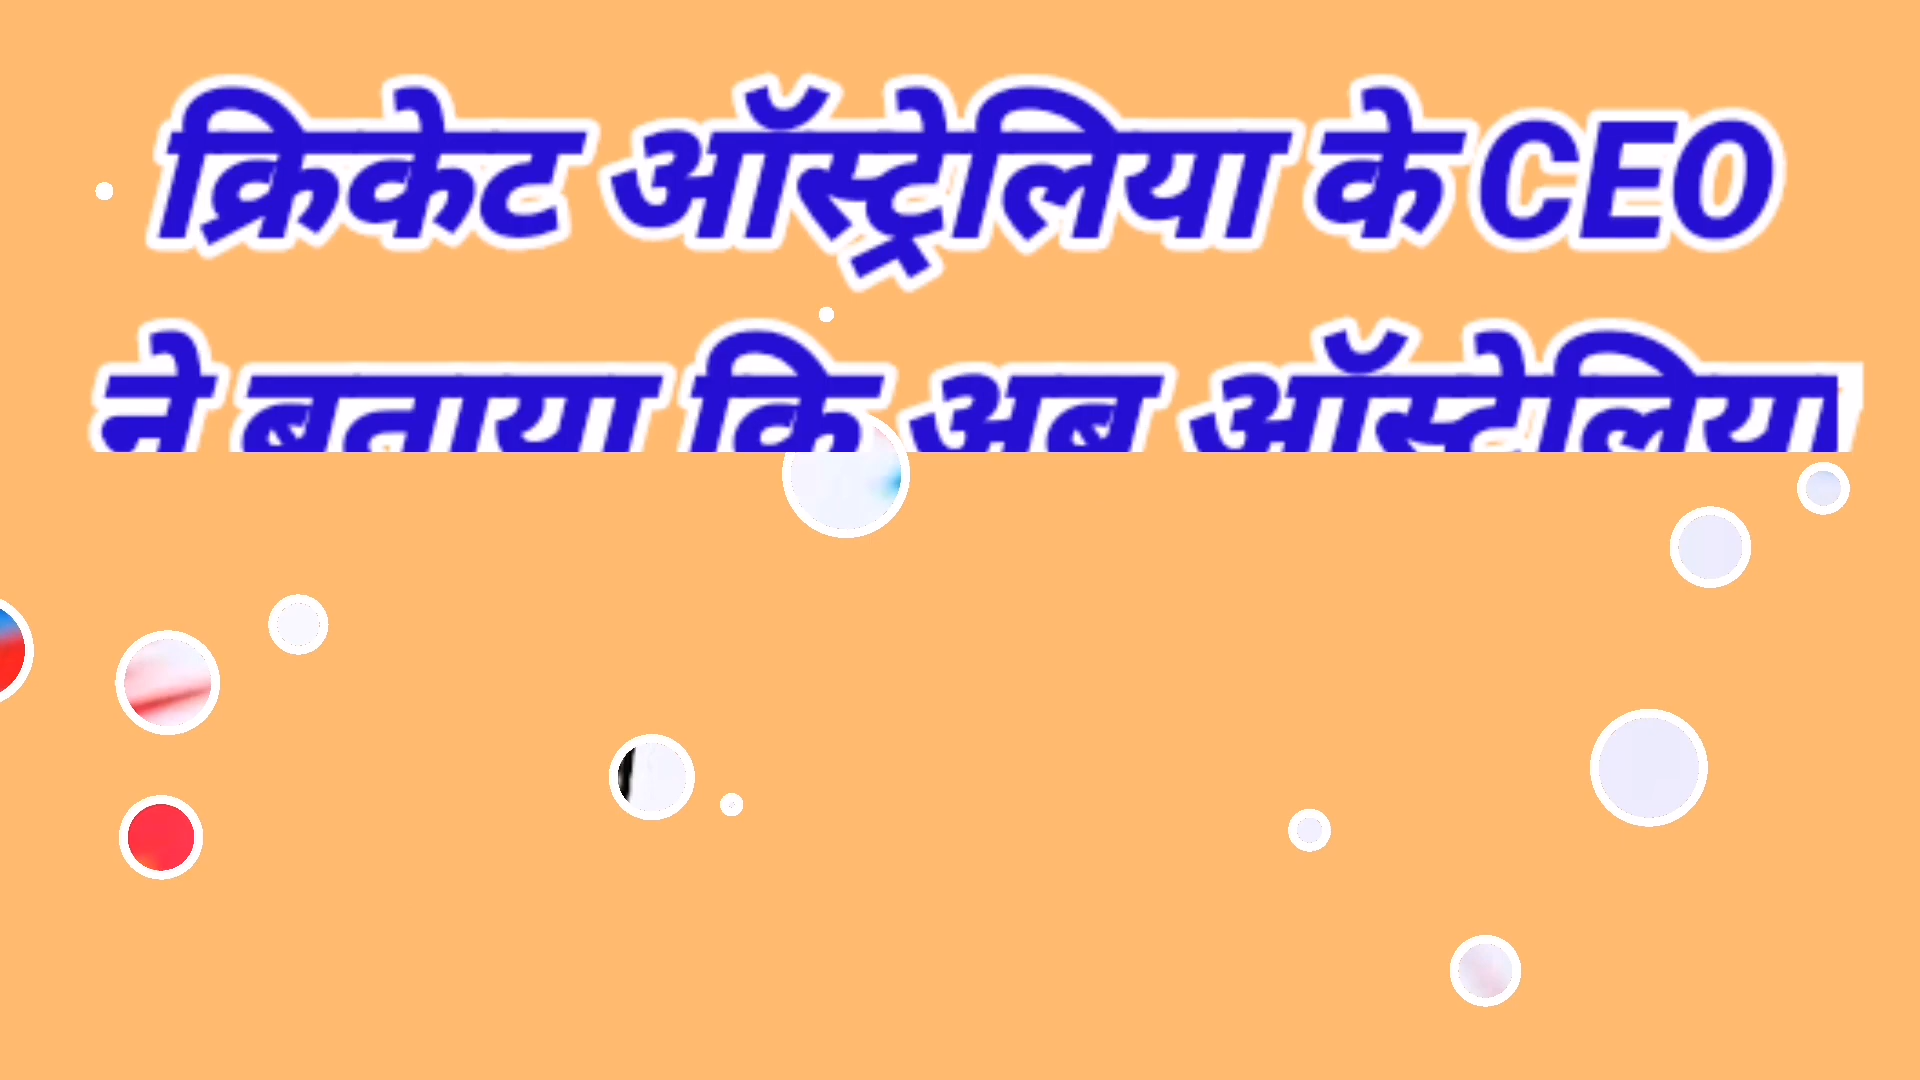 क्रिकेट ऑस्ट्रेलिया के CEO
ने बताया कि अब ऑस्ट्रेलिया